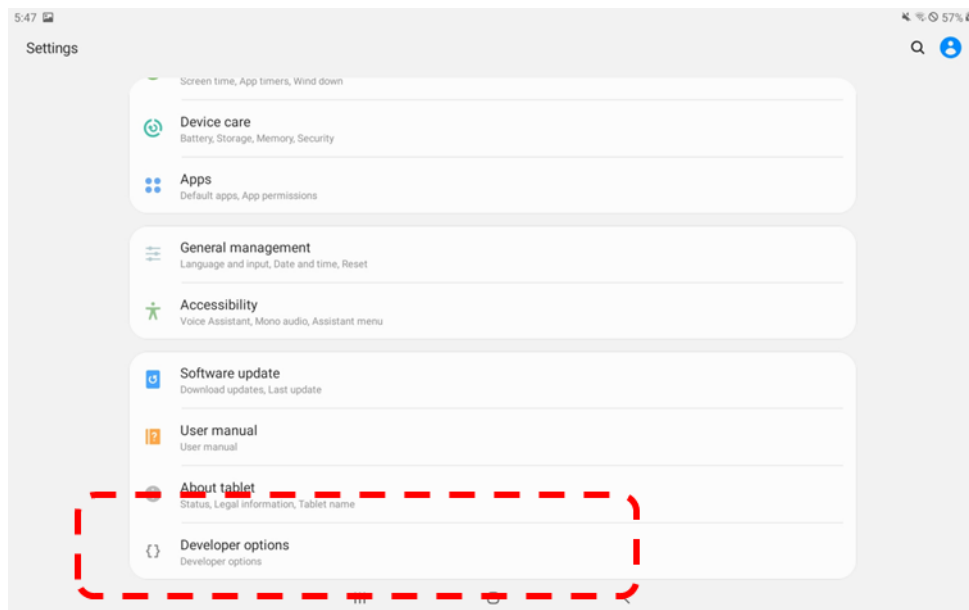 5:47
57%
Settings
Screen time, App timers, Wind down
Device care
Battery, Storage, Memory, Security
Apps
Default apps, App permissions
General management
Language and input, Date and time, Reset
Accessibility
Voice Assistant, Mono audio, Assistant menu
Software update
Download updates, Last update
User manual
User manual
About tablet
Status, Legal information, Tablet name
Developer options
Developer options